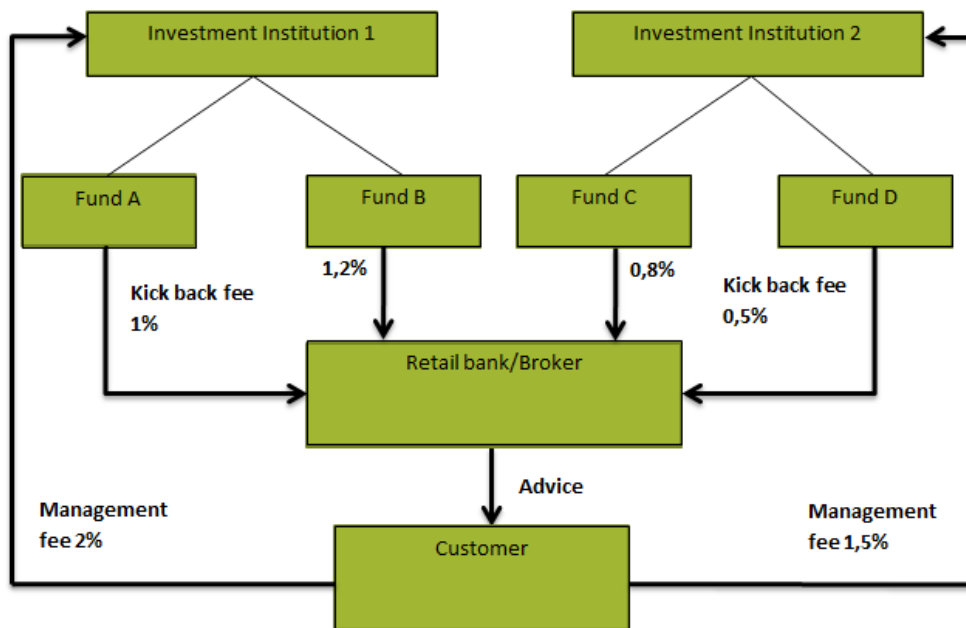 Investment Institution 1
Investment Institution 2
Fund A
Fund B
Fund C
Fund D
Kick back fee
1%
1,2%
0,8%
Kick back fee
0,5%
Retail bank/Broker
Advice
Management
fee 2%
Customer
Management
fee 1,5%